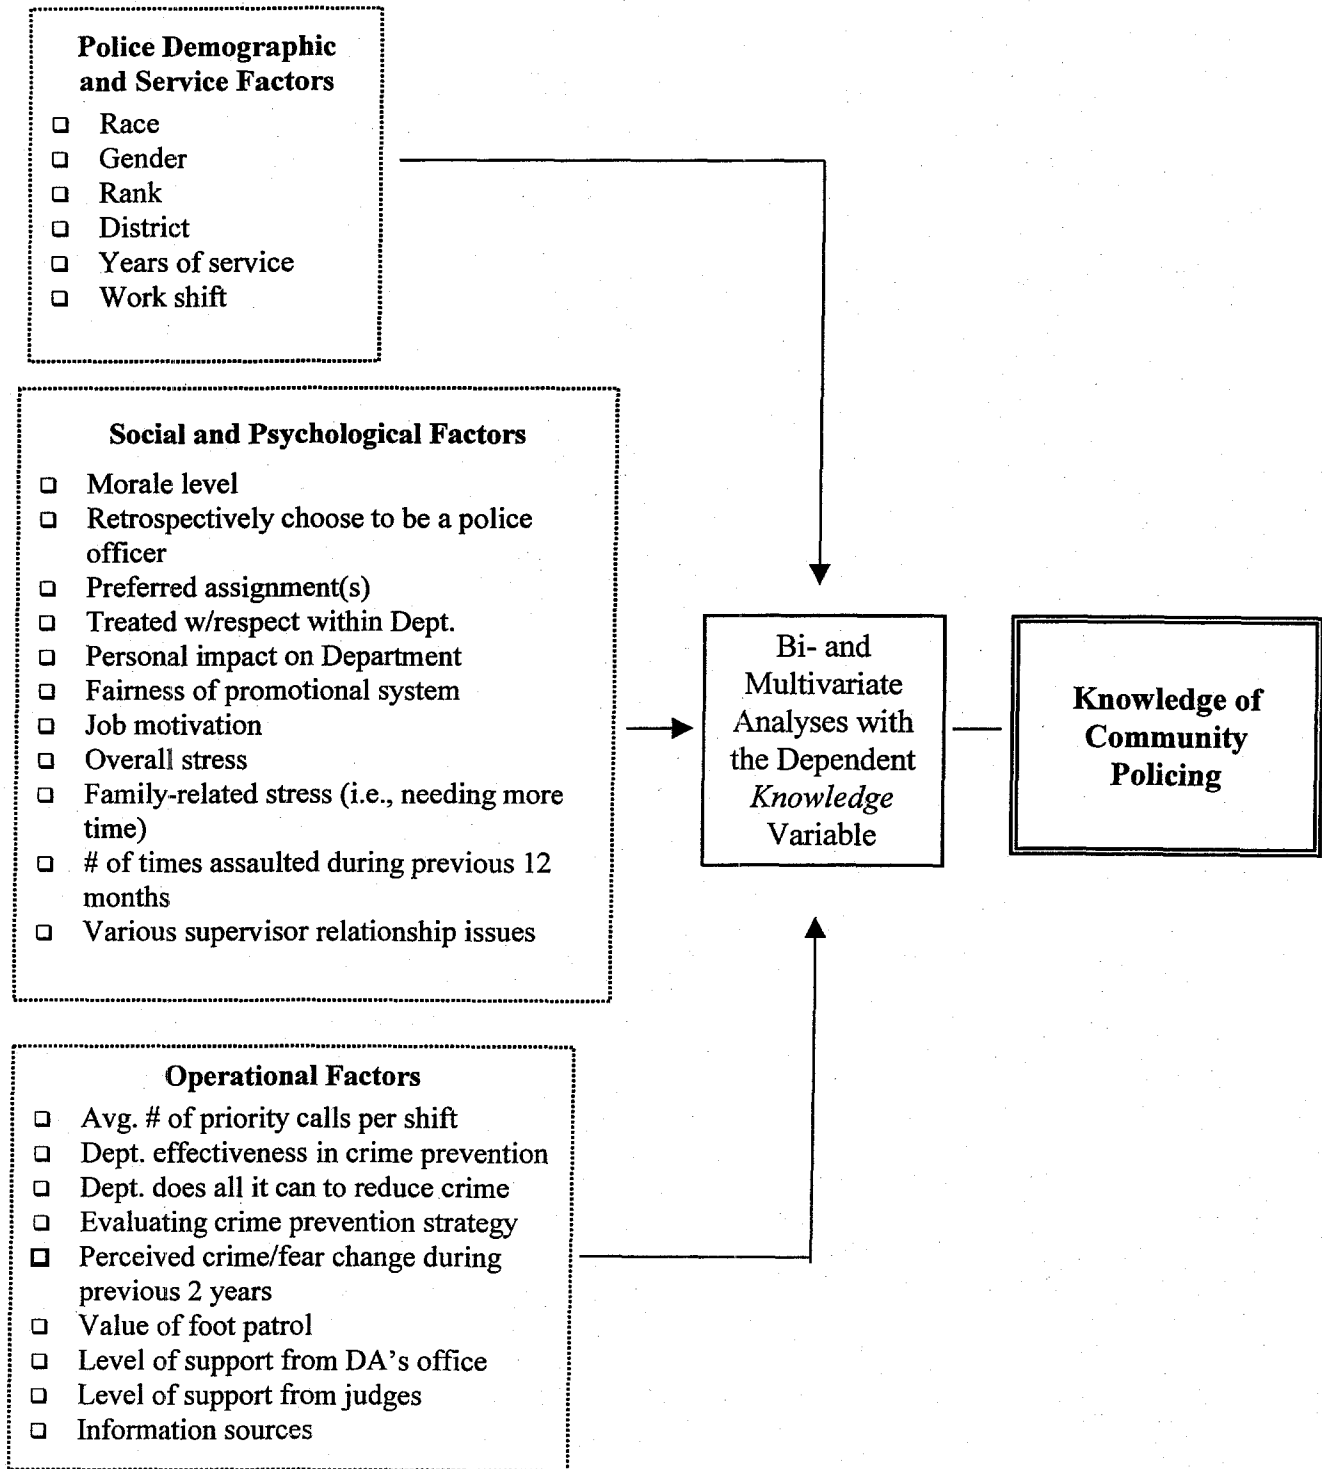 Police Demographic
and Service Factors
❑ Race
❑ Gender
❑ Rank
❑ District
❑ Years of service
❑ Work shift
Social and Psychological Factors
❑ Morale level
❑ Retrospectively choose to be a police
officer
❑ Preferred assignment(s)
❑ Treated w/respect within Dept.
❑ Personal impact on Department
❑ Fairness of promotional system
❑ Job motivation
❑ Overall stress
❑ Family-related stress (i.e., needing more
time)
❑ # of times assaulted during previous 12
months
❑ Various supervisor relationship issues
Operational Factors
❑ Avg. # of priority calls per shift
❑ Dept. effectiveness in crime prevention
❑ Dept. does all it can to reduce crime
❑ Evaluating crime prevention strategy
❑ Perceived crime/fear change during
previous 2 years
❑ Value of foot patrol
❑ Level of support from DA's office
❑ Level of support from judges
❑ Information sources
Bi- and
Multivariate
Analyses with
the Dependent
Knowledge
Variable
Knowledge of
Community
Policing